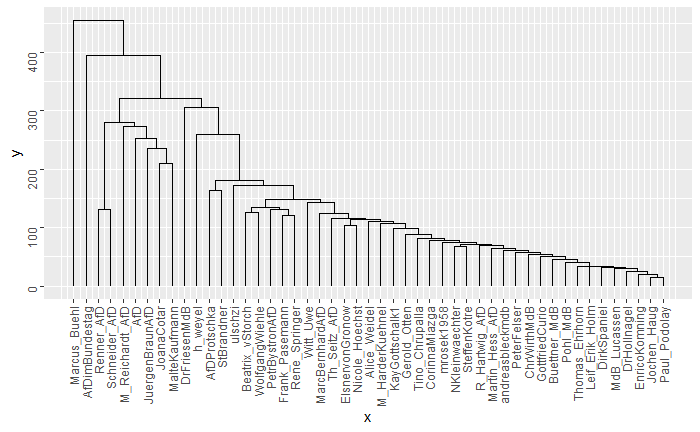 400
300
200
100
0
y
Marcus_Buehl
AfDimBundestag
Renner_AfD
Schneider_AfD
M_Reichardt_AfD
AfD
JuergenBraunAfD
JoanaCotar
MalteKaufmann
DrFriesenMdB
h_weyel
AfDProtschka
StBrandner
ulschzi
Beatrix_vStorch
WolfgangWiehle
PetrBystronAfD
Frank_Pasemann
Rene_Springer
Witt_Uwe
MarcBernhardAfD
Th_Seitz_AfD
ElsnervonGronow
Nicole_Hoechst
Alice_Weidel
M_HarderKuehnel
KayGottschalk1
Gerold_Otten
Tino_Chrupalla
CorinnaMiazga
mrosek1958
NKleinwaechter
SteffenKotre
R_Hartwig_AfD
Martin_Hess_AfD
andreasbleckmdb
PeterFelser
ChrWirthMdB
GottfriedCurio
Buettner_MdB
Pohl_MdB
Thomas_Ehrhorn
Leif_Erik_Holm
DirkSpaniel
MdB_Lucassen
DrHollnagel
EnricoKomning
Jochen_Haug
Paul_Podolay
x